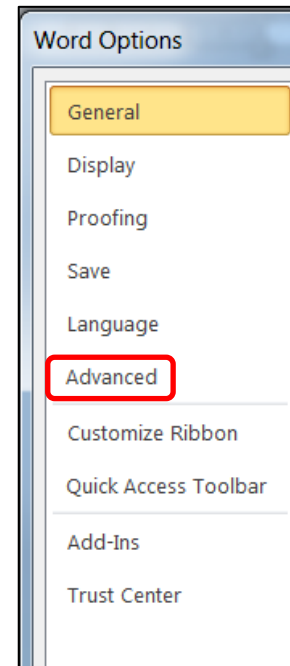 Word Options
General
Display
Proofing
Save
Language
Advanced
Customize Ribbon
Quick Access Toolbar
Add-Ins
Trust Center